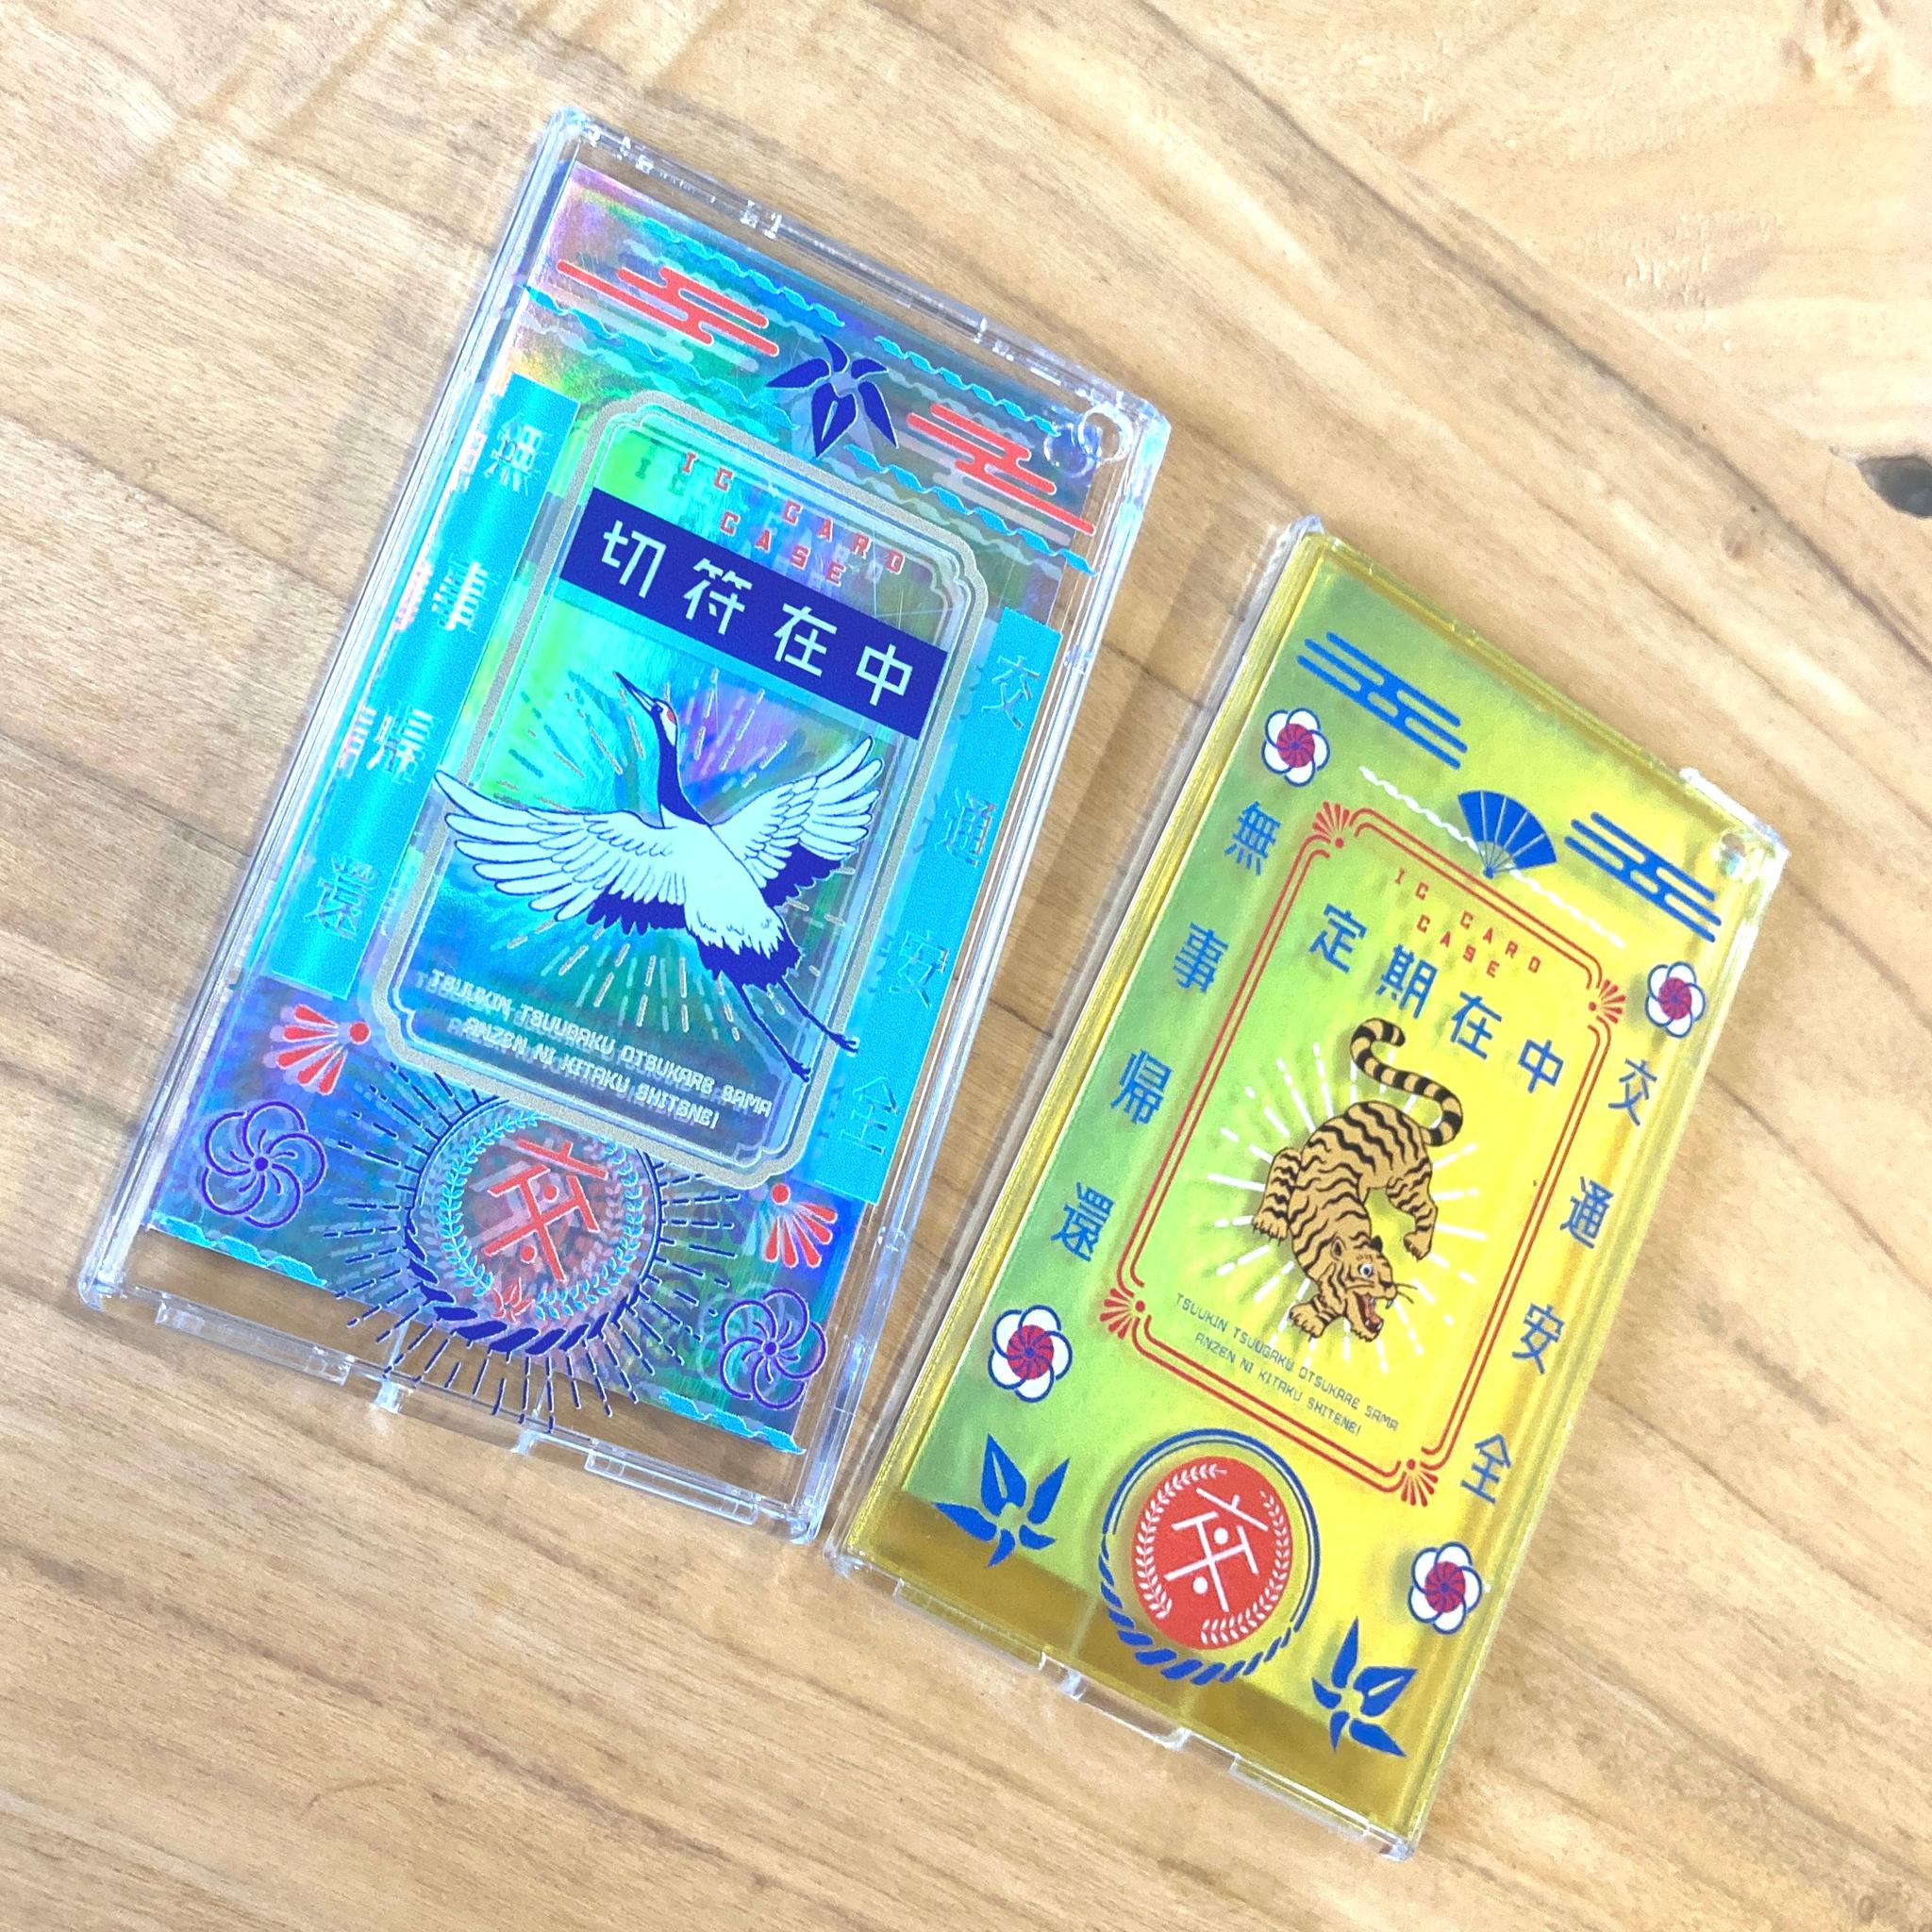 IC CARD
CASE
切符在中
無事帰還
交通安全
TSUUKIN TSUUGAKU OTSUKARE SAMA
ANZEN NI KITAKU SHITENE!
IC CARD
CASE
定期在中
無事帰還
交通安全
TSUUKIN TSUUGAKU OTSUKARE SAMA
ANZEN NI KITAKU SHITENE!